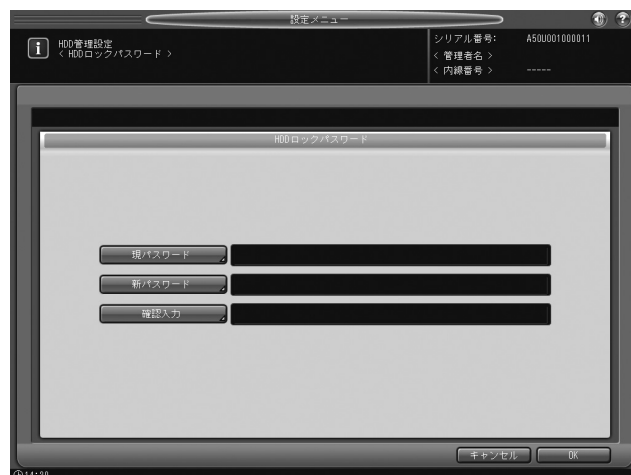 設定メニュー
HDD管理設定
< HDDロックパスワード >
シリアル番号: A50U001000011
< 管理者名 >
< 内線番号 > -----
HDDロックパスワード
現パスワード
新パスワード
確認入力
キャンセル OK
14:20